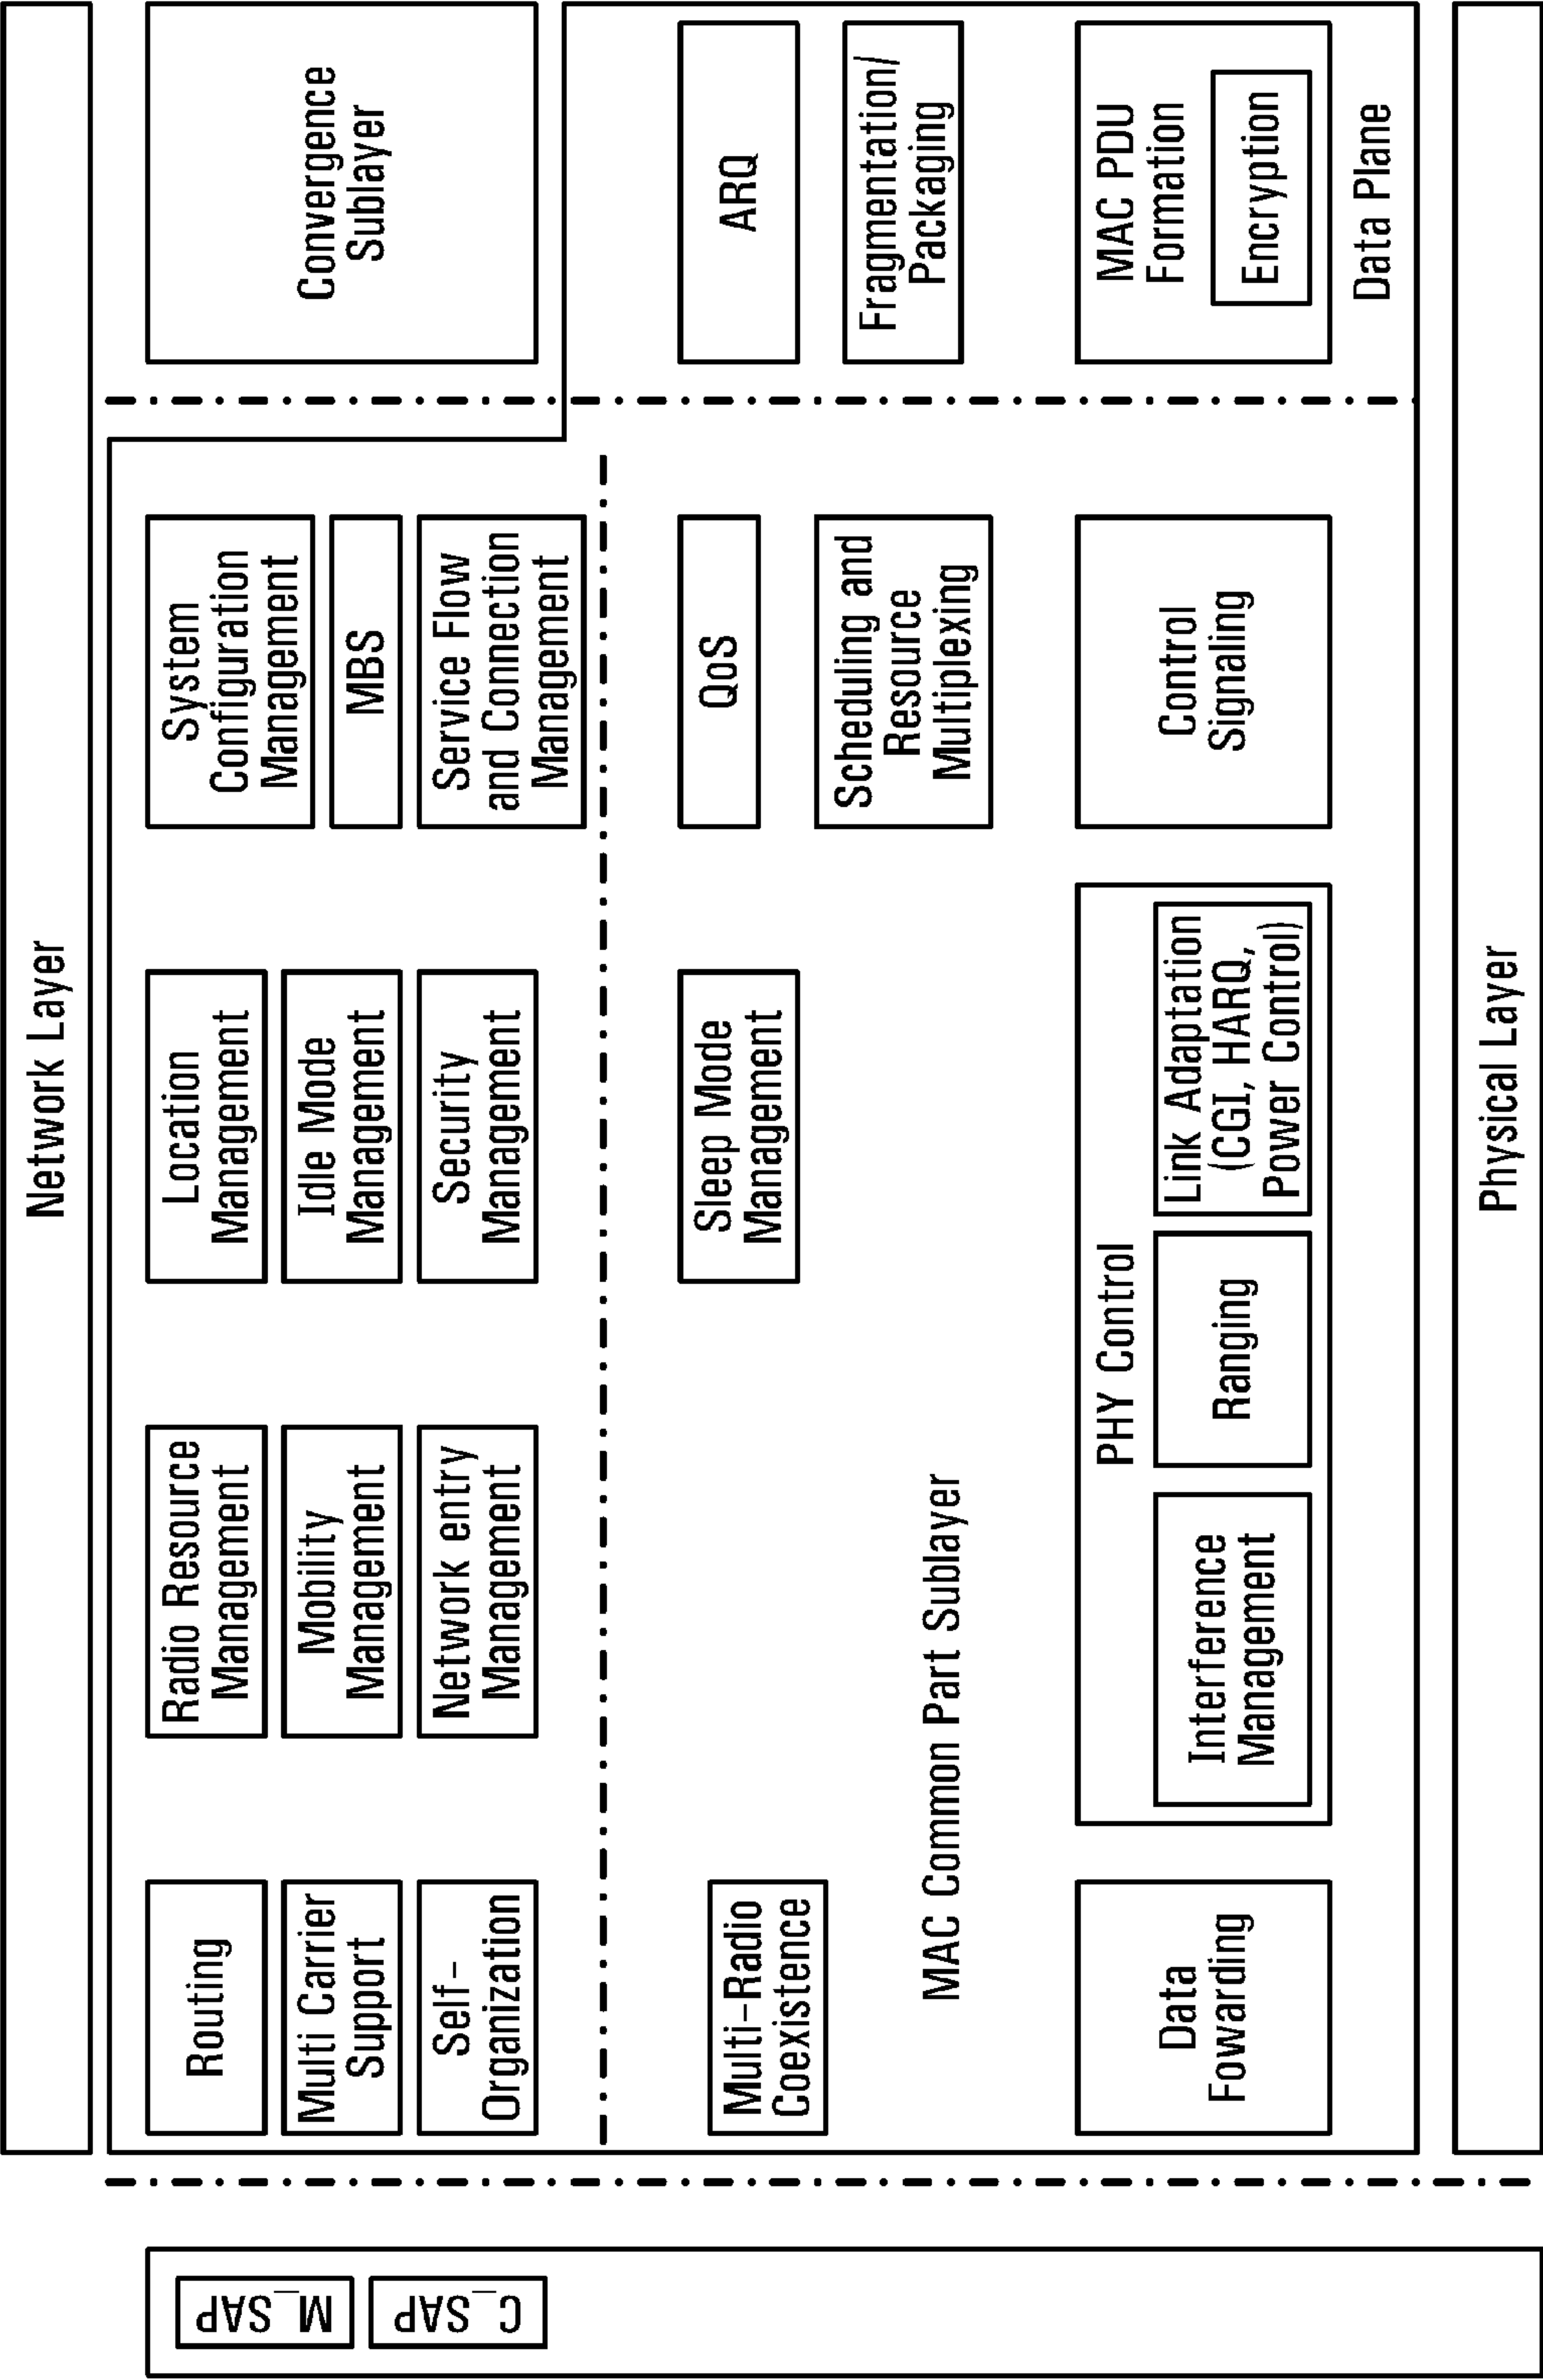 Network Layer
M_SAP
C_SAP
Routing
Multi Carrier
Support
Self-
Organization
Radio Resource
Management
Mobility
Management
Network entry
Management
Location
Management
Idle Mode
Management
Security
Management
System
Configuration
Management
MBS
Service Flow
and Connection
Management
Convergence
Sublayer
Multi-Radio
Coexistence
Sleep Mode
Management
QoS
Scheduling and
Resource
Multiplexing
ARQ
Fragmentation/
Packaging
MAC Common Part Sublayer
Data
Fowarding
PHY Control
Interference
Management
Ranging
Link Adaptation
(CGI, HARQ,
Power Control)
Control
Signaling
MAC PDU
Formation
Encryption
Data Plane
Physical Layer